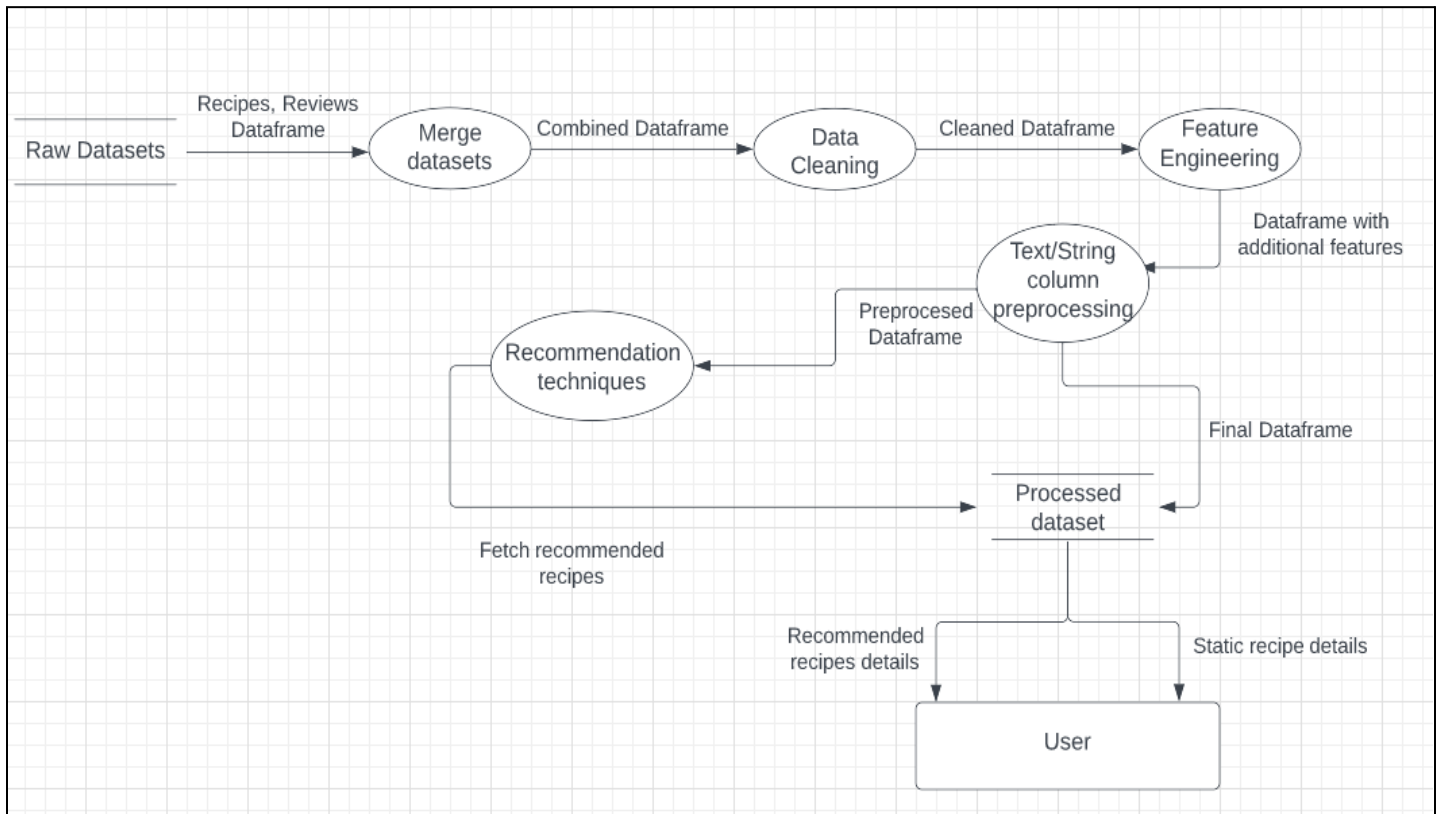 Recipes, Reviews
Dataframe
Raw Datasets
Merge
datasets
Combined Dataframe
Data
Cleaning
Cleaned Dataframe
Feature
Engineering
Dataframe with
additional features
Text/String
column
preprocessing
Preprocesed
Dataframe
Recommendation
techniques
Final Dataframe
Processed
dataset
Fetch recommended
recipes
Recommended
recipes details
Static recipe details
User